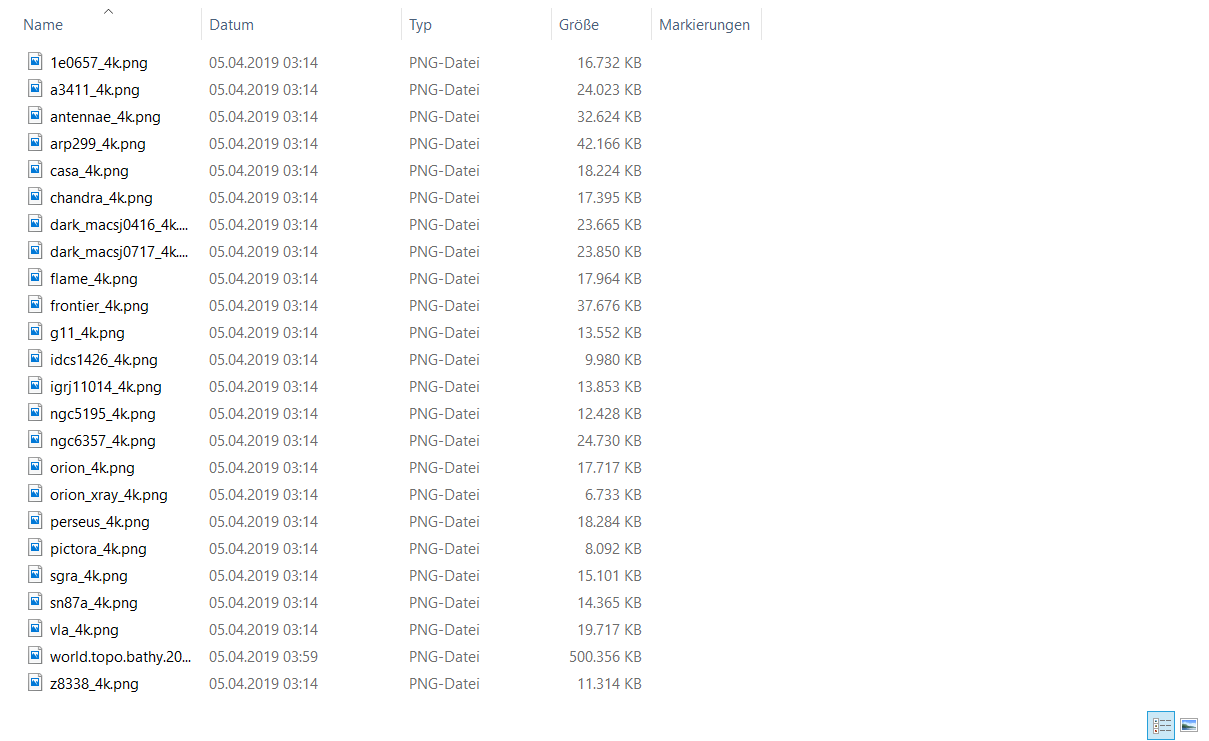 Name Datum Typ Größe Markierungen
1e0657_4k.png 05.04.2019 03:14 PNG-Datei 16.732 KB
a3411_4k.png 05.04.2019 03:14 PNG-Datei 24.023 KB
antennae_4k.png 05.04.2019 03:14 PNG-Datei 32.624 KB
arp299_4k.png 05.04.2019 03:14 PNG-Datei 42.166 KB
casa_4k.png 05.04.2019 03:14 PNG-Datei 18.224 KB
chandra_4k.png 05.04.2019 03:14 PNG-Datei 17.395 KB
dark_macsj0416_4k.... 05.04.2019 03:14 PNG-Datei 23.665 KB
dark_macsj0717_4k.... 05.04.2019 03:14 PNG-Datei 23.850 KB
flame_4k.png 05.04.2019 03:14 PNG-Datei 17.964 KB
frontier_4k.png 05.04.2019 03:14 PNG-Datei 37.676 KB
g11_4k.png 05.04.2019 03:14 PNG-Datei 13.552 KB
idcs1426_4k.png 05.04.2019 03:14 PNG-Datei 9.980 KB
igrj11014_4k.png 05.04.2019 03:14 PNG-Datei 13.853 KB
ngc5195_4k.png 05.04.2019 03:14 PNG-Datei 12.428 KB
ngc6357_4k.png 05.04.2019 03:14 PNG-Datei 24.730 KB
orion_4k.png 05.04.2019 03:14 PNG-Datei 17.717 KB
orion_xray_4k.png 05.04.2019 03:14 PNG-Datei 6.733 KB
perseus_4k.png 05.04.2019 03:14 PNG-Datei 18.284 KB
pictora_4k.png 05.04.2019 03:14 PNG-Datei 8.092 KB
sgra_4k.png 05.04.2019 03:14 PNG-Datei 15.101 KB
sn87a_4k.png 05.04.2019 03:14 PNG-Datei 14.365 KB
vla_4k.png 05.04.2019 03:14 PNG-Datei 19.717 KB
world.topo.bathy.20... 05.04.2019 03:59 PNG-Datei 500.356 KB
z8338_4k.png 05.04.2019 03:14 PNG-Datei 11.314 KB